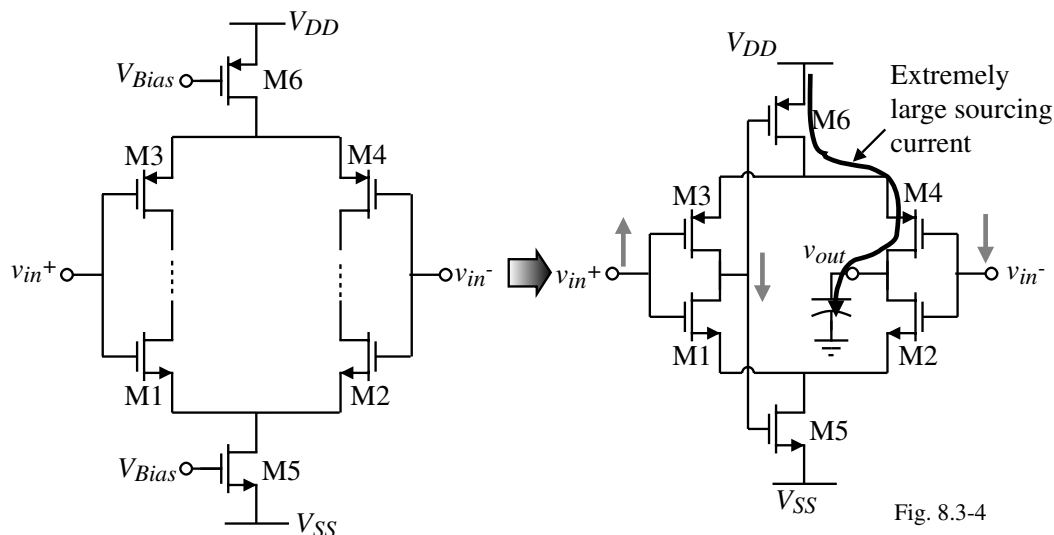 V_DD
V_Bias
M6
M3
M4
v_in^+
v_in^-
M1
M2
V_Bias
M5
V_SS
V_DD
Extremely
large sourcing
current
M6
M3
M4
v_out
v_in^+
v_in^-
M1
M2
M5
V_SS
Fig. 8.3-4